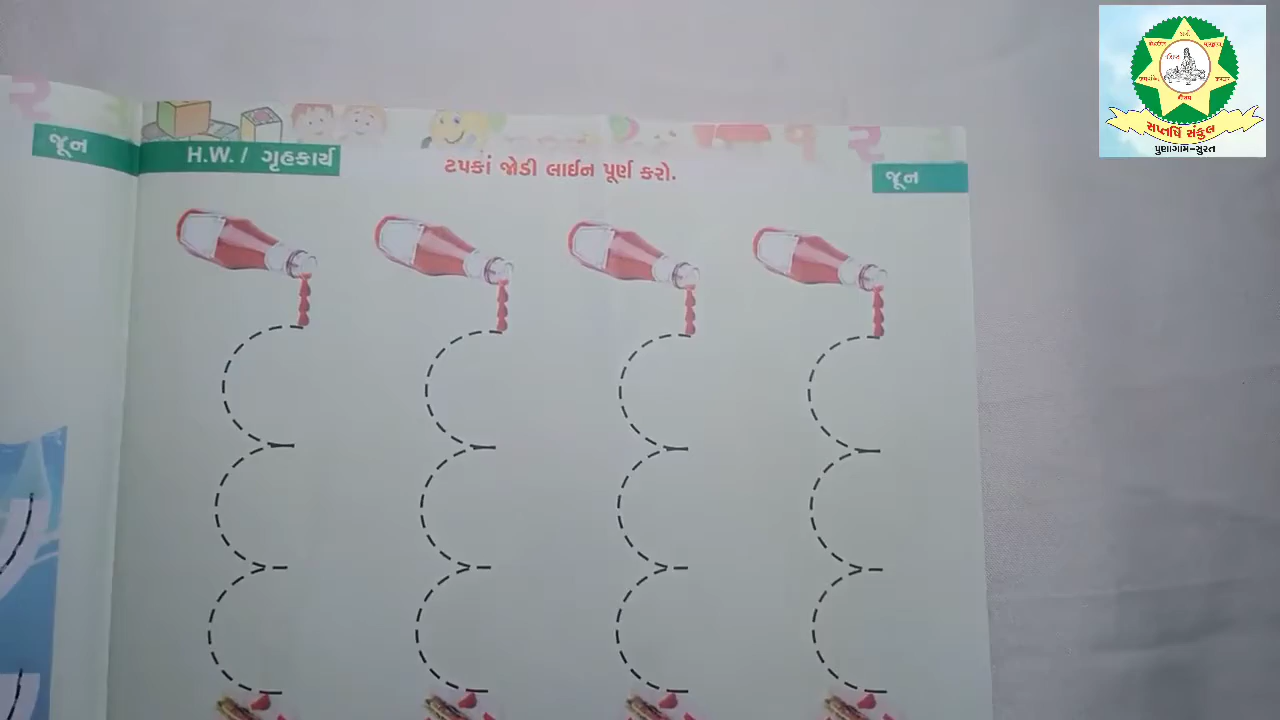 જૂન
H.W. / ગૃહકાર્ય
ટપકાં જોડી લાઈન પૂર્ણ કરો.
જૂન
સપ્તર્ષિ સંકુલ
પુણાગામ-સુરત